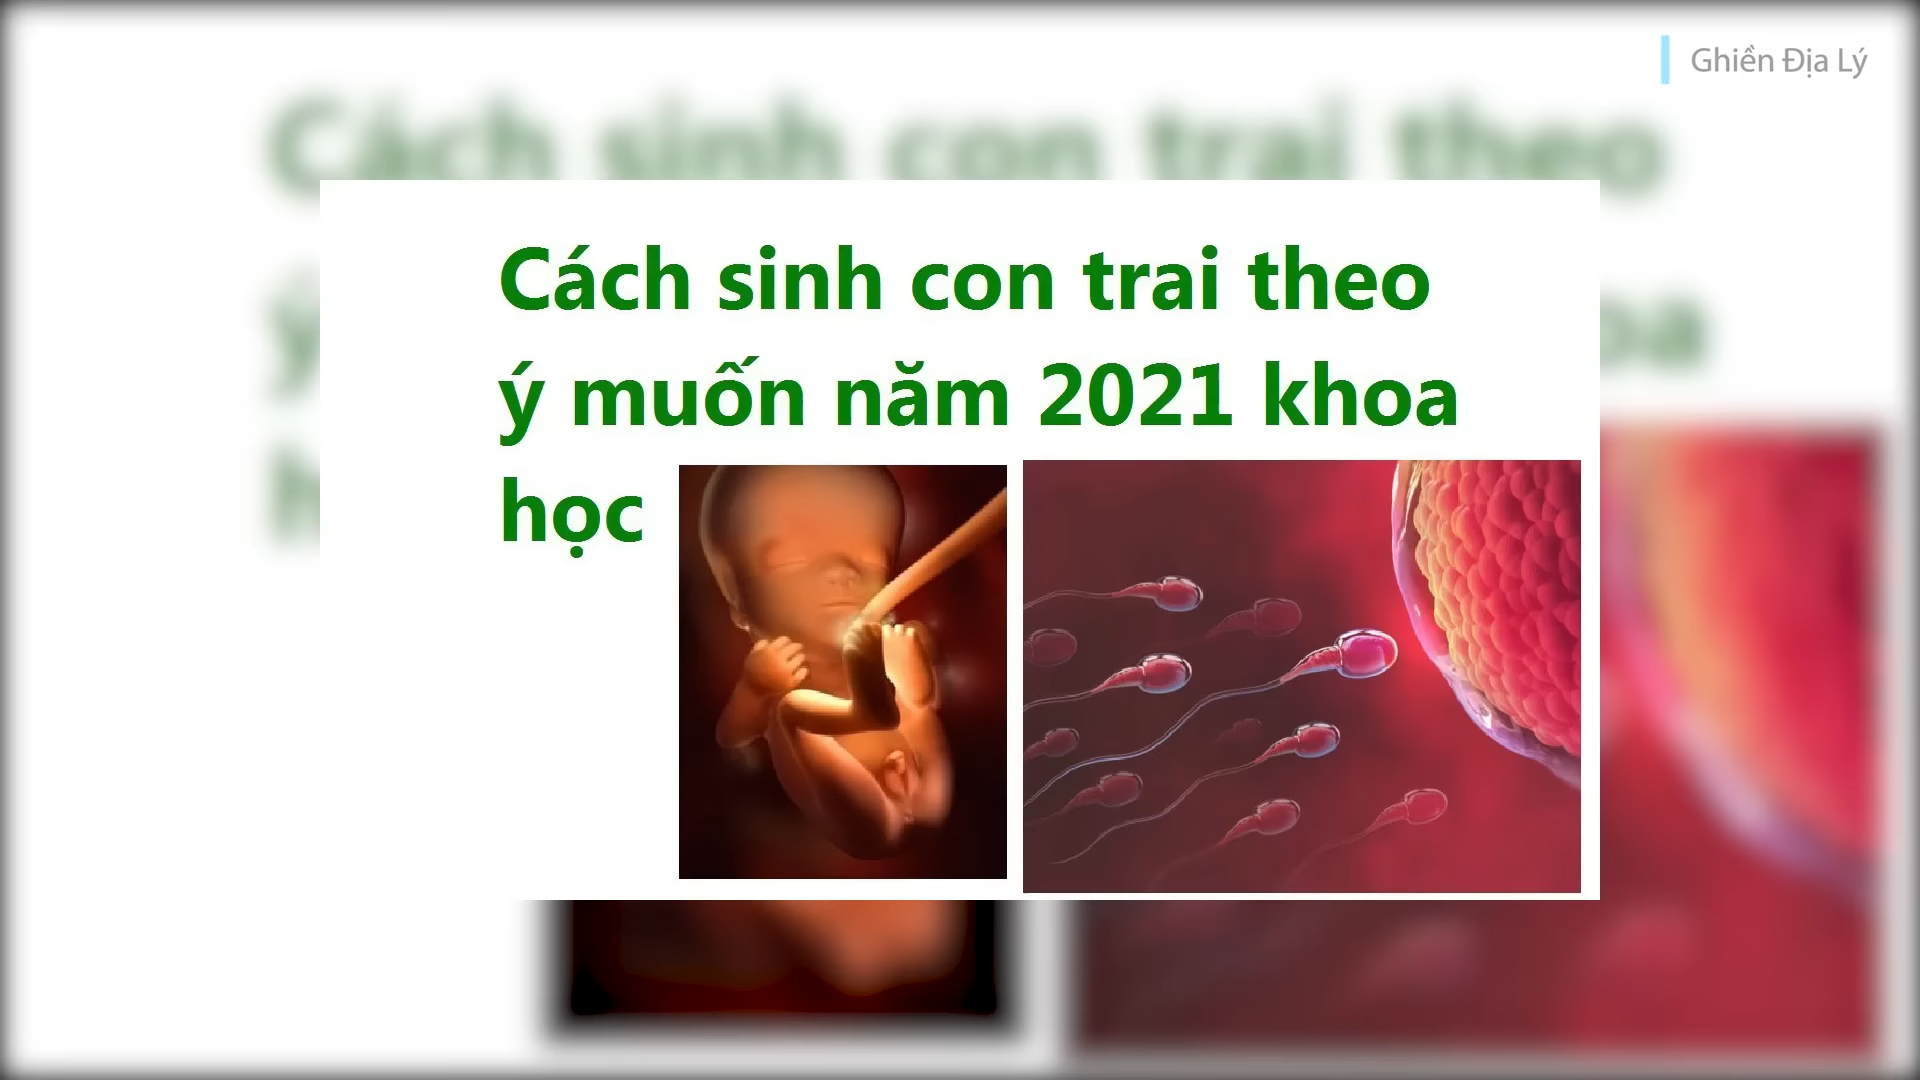 Ghiền Địa Lý
Cách sinh con trai theo
ý muốn năm 2021 khoa
học